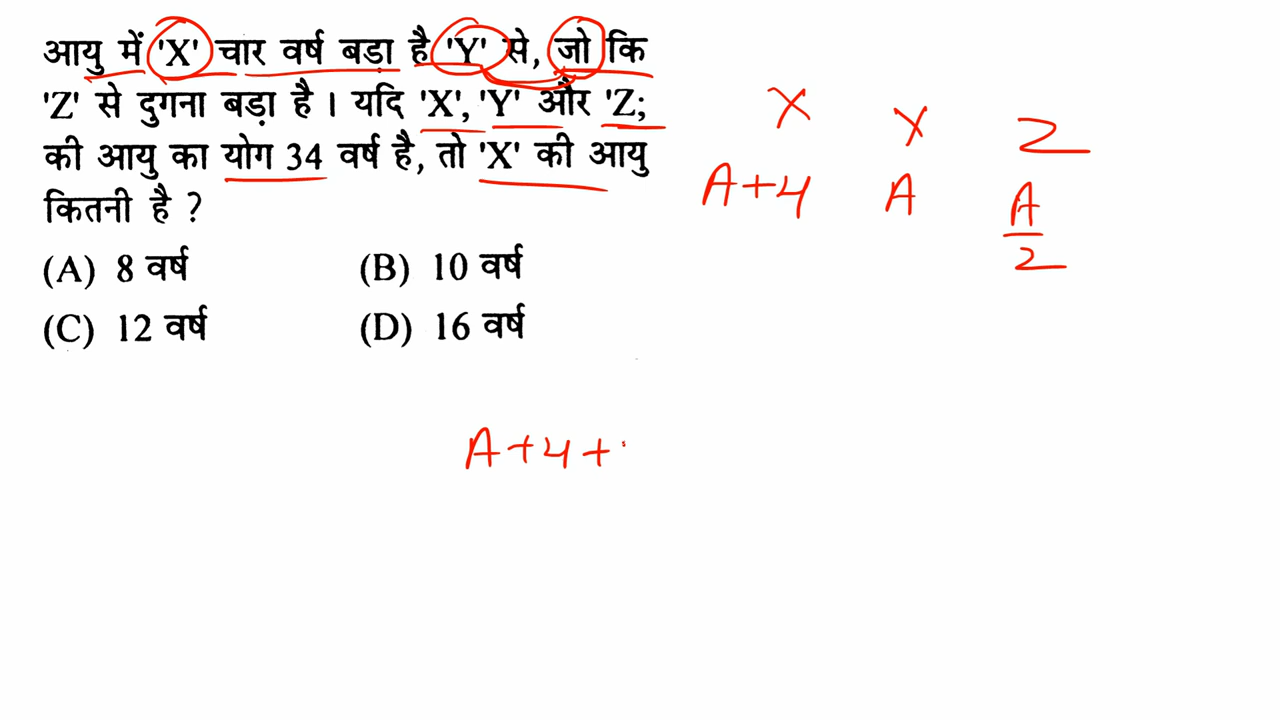 आयु में 'X' चार वर्ष बड़ा है 'Y' से, जो कि
'Z' से दुगना बड़ा है। यदि 'X', 'Y' और 'Z;
की आयु का योग 34 वर्ष है, तो 'X' की आयु
कितनी है ?
(A) 8 वर्ष (B) 10 वर्ष
(C) 12 वर्ष (D) 16 वर्ष
X Y Z
A+4 A A/2
A+4+